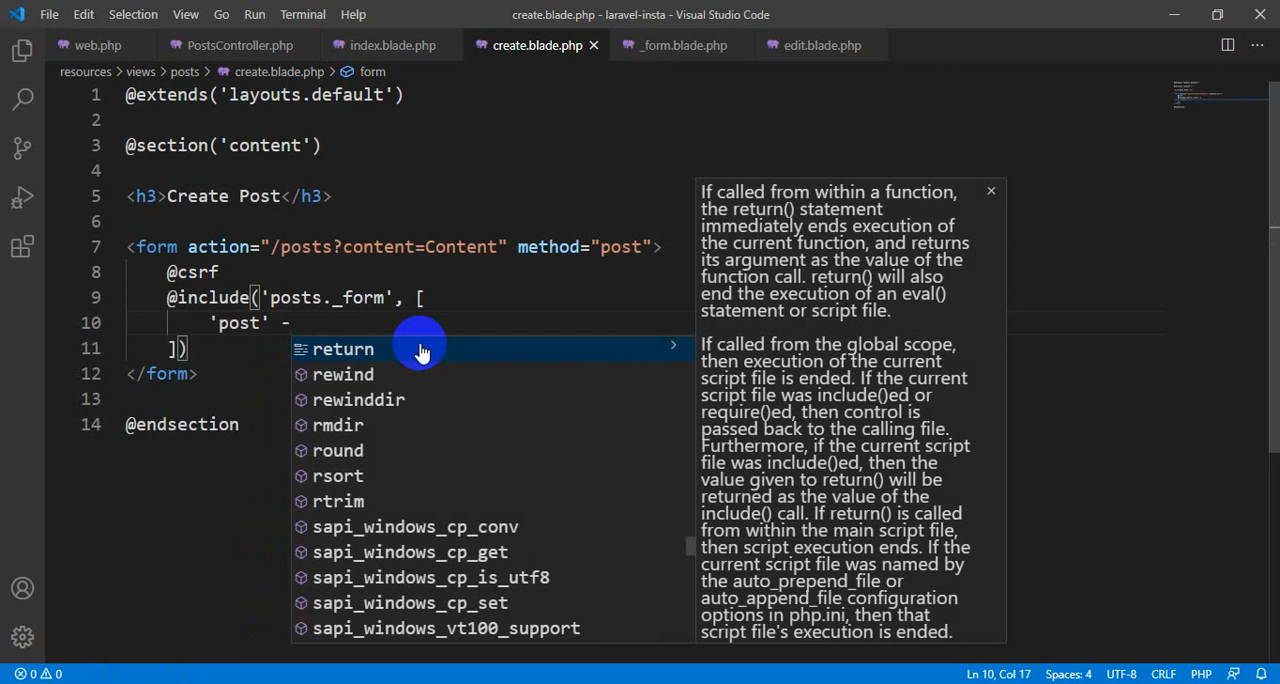 File Edit Selection View Go Run Terminal Help create.blade.php - laravel-insta - Visual Studio Code
web.php PostsController.php index.blade.php create.blade.php _form.blade.php edit.blade.php
resources > views > posts > create.blade.php > form
1 @extends('layouts.default')
2
3 @section('content')
4
5 <h3>Create Post</h3>
6
7 <form action="/posts?content=Content" method="post">
8 @csrf
9 @include('posts._form', [
10 'post' -
11 ])
12 </form>
13
14 @endsection
return
rewind
rewinddir
rmdir
round
rsort
rtrim
sapi_windows_cp_conv
sapi_windows_cp_get
sapi_windows_cp_is_utf8
sapi_windows_cp_set
sapi_windows_vt100_support
If called from within a function,
the return() statement
immediately ends execution of
the current function, and returns
its argument as the value of the
function call. return() will also
end the execution of an eval()
statement or script file.
If called from the global scope,
then execution of the current
script file is ended. If the current
script file was include()ed or
require()ed, then control is
passed back to the calling file.
Furthermore, if the current script
file was include()ed, then the
value given to return() will be
returned as the value of the
include() call. If return() is called
from within the main script file,
then script execution ends. If the
current script file was named by
the auto_prepend_file or
auto_append_file configuration
options in php.ini, then that
script file's execution is ended.
0 0 Ln 10, Col 17 Spaces: 4 UTF-8 CRLF PHP